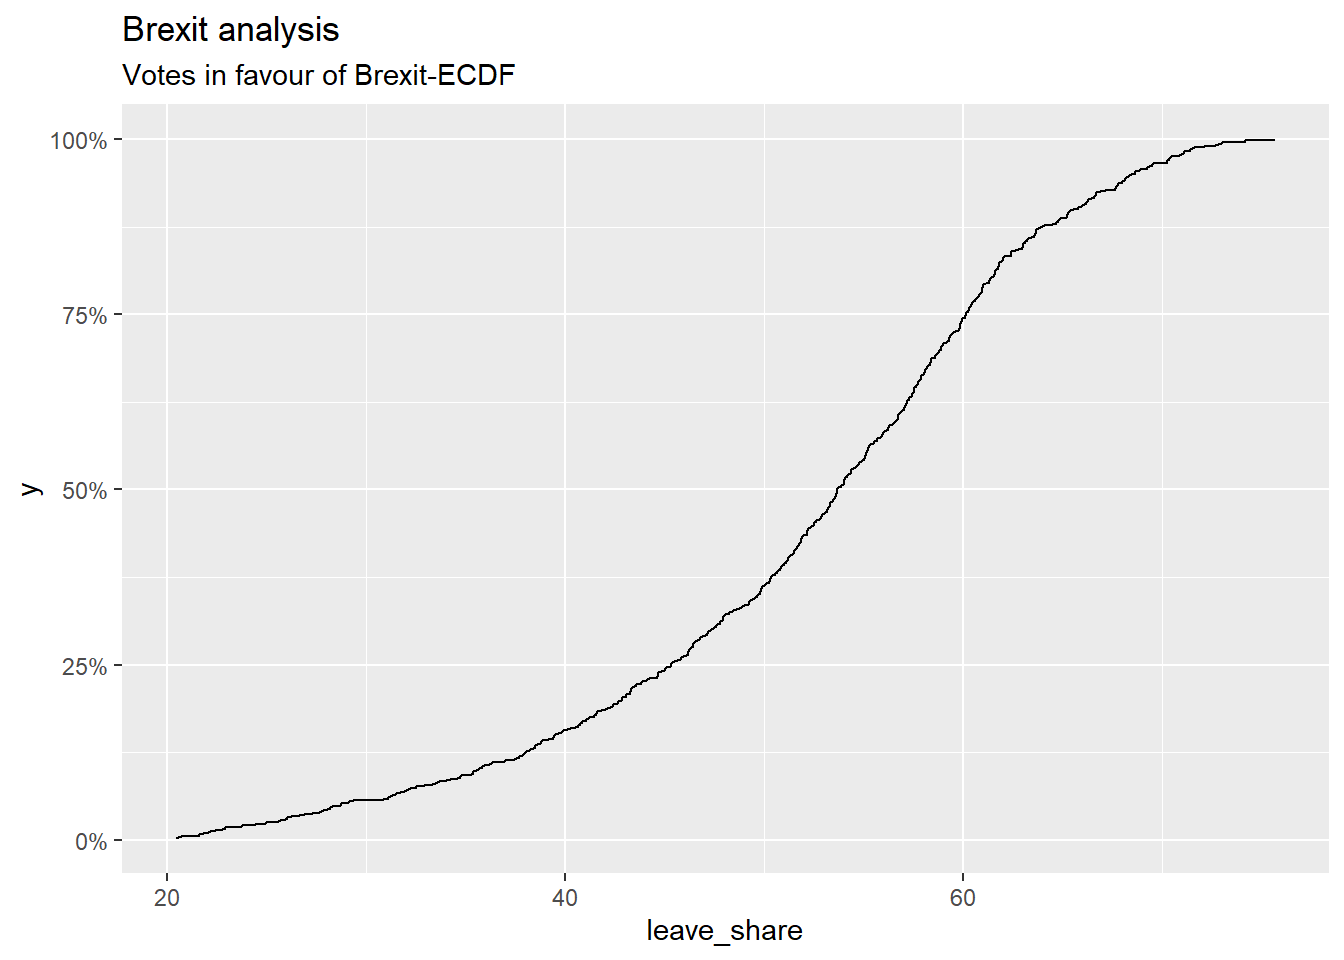 Brexit analysis
Votes in favour of Brexit-ECDF
100%
75%
50%
25%
0%
y
20 40 60
leave_share